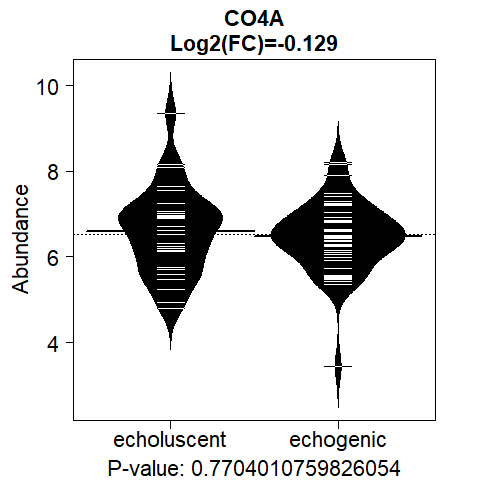 CO4A
Log2(FC)=-0.129
10
8
6
4
Abundance
echoluscent echogenic
P-value: 0.7704010759826054